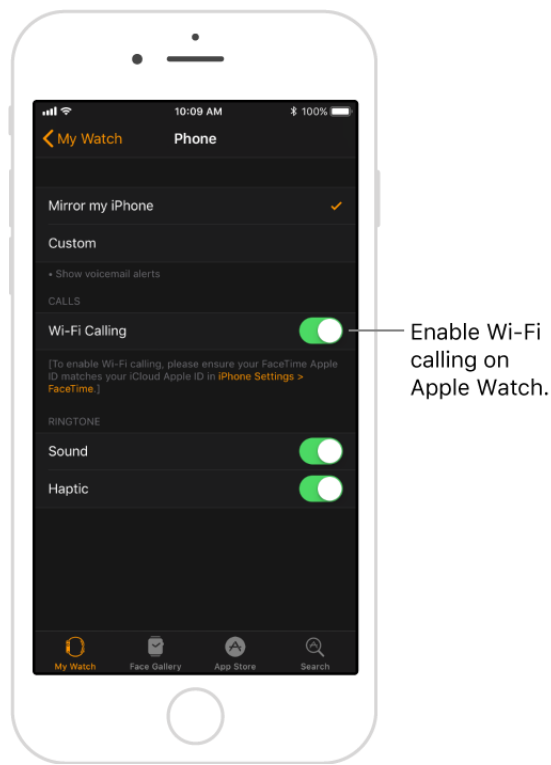 10:09 AM
100%
My Watch
Phone
Mirror my iPhone
Custom
• Show voicemail alerts
CALLS
Wi-Fi Calling
[To enable Wi-Fi calling, please ensure your FaceTime Apple
ID matches your iCloud Apple ID in iPhone Settings >
FaceTime.]
RINGTONE
Sound
Haptic
My Watch
Face Gallery
App Store
Search
Enable Wi-Fi
calling on
Apple Watch.